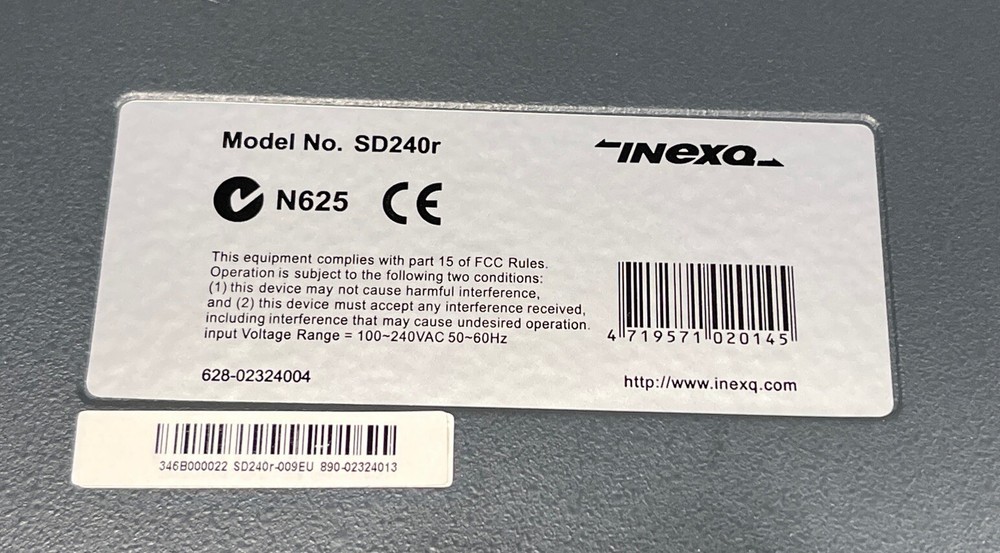 Model No. SD240r
INEXQ
N625 CE
This equipment complies with part 15 of FCC Rules.
Operation is subject to the following two conditions:
(1) this device may not cause harmful interference,
and (2) this device must accept any interference received,
including interference that may cause undesired operation.
input Voltage Range = 100~240VAC 50~60Hz
4 719571 020145
628-02324004
http://www.inexq.com
346B000022 SD240r-009EU 890-02324013